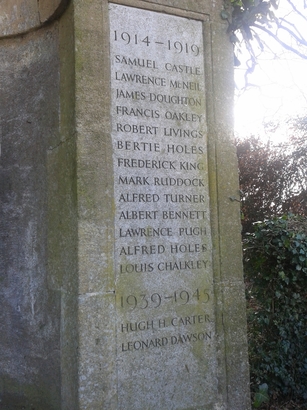 1914-1919
SAMUEL CASTLE
LAWRENCE McNEIL
JAMES DOUGHTON
FRANCIS OAKLEY
ROBERT LIVINGS
BERTIE HOLES
FREDERICK KING
MARK RUDDOCK
ALFRED TURNER
ALBERT BENNETT
LAWRENCE PUGH
ALFRED HOLES
LOUIS CHALKLEY
1939-1945
HUGH H. CARTER
LEONARD DAWSON